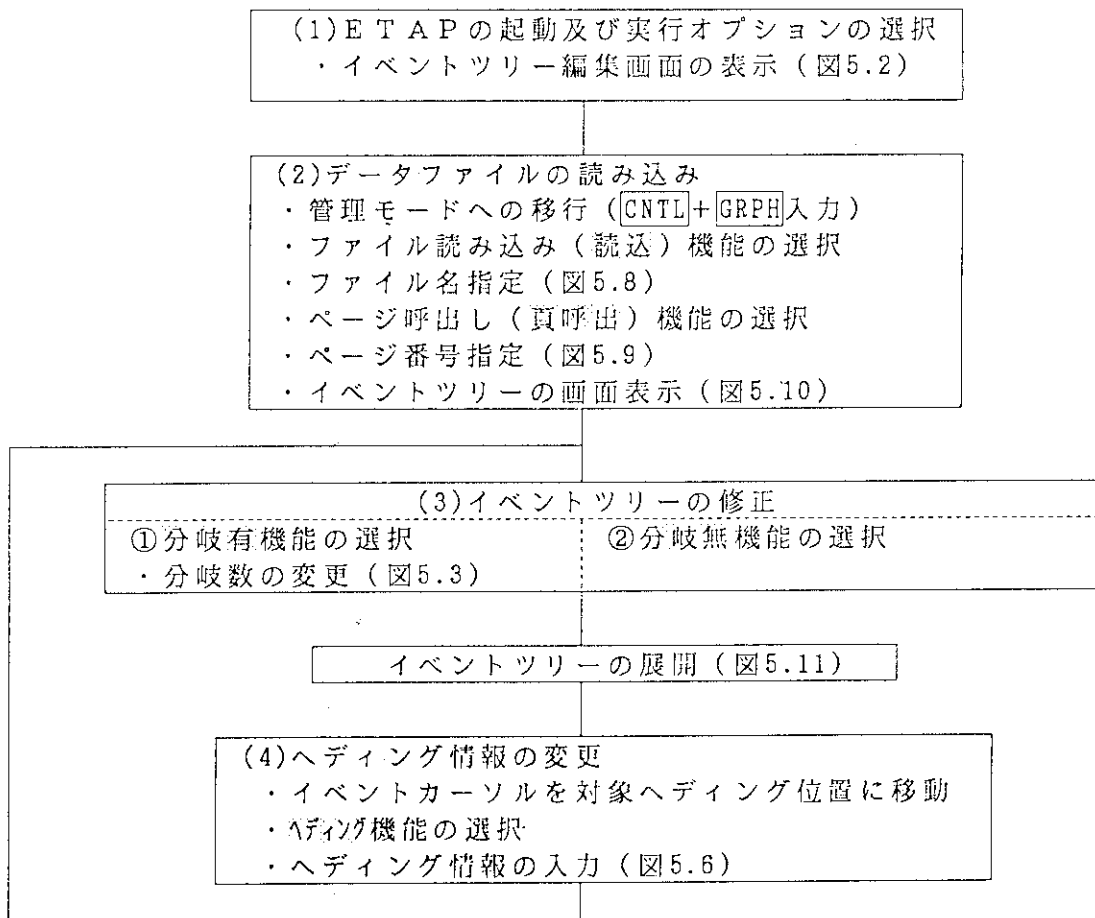 (1)ETAPの起動及び実行オプションの選択
・イベントツリー編集画面の表示(図5.2)
(2)データファイルの読み込み
・管理モードへの移行(CNTL+GRPH入力)
・ファイル読み込み(読込)機能の選択
・ファイル名指定(図5.8)
・ページ呼出し(頁呼出)機能の選択
・ページ番号指定(図5.9)
・イベントツリーの画面表示(図5.10)
(3)イベントツリーの修正
①分岐有機能の選択
・分岐数の変更(図5.3)
②分岐無機能の選択
イベントツリーの展開(図5.11)
(4)ヘディング情報の変更
・イベントカーソルを対象ヘディング位置に移動
・ヘディング機能の選択
・ヘディング情報の入力(図5.6)